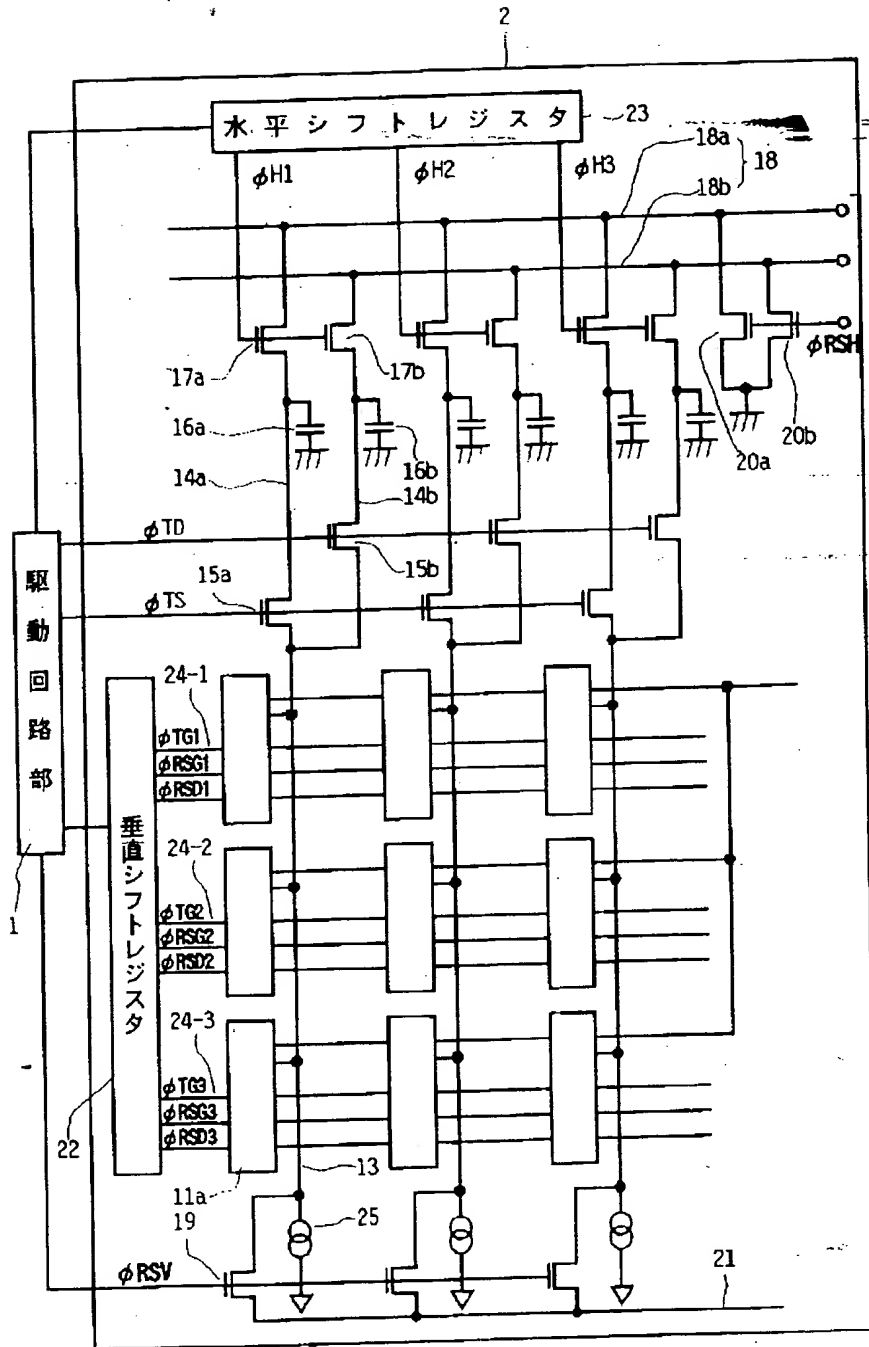 2
水平シフトレジスタ
23
18a
18
18b
φH1
φH2
φH3
φRSH
17a
17b
16a
16b
20a
20b
14a
14b
φTD
15b
15a
φTS
駆動回路部
1
24-1
φTG1
φRSG1
φRSD1
垂直シフトレジスタ
24-2
φTG2
φRSG2
φRSD2
24-3
φTG3
φRSG3
φRSD3
22
11a
13
19
25
φRSV
21